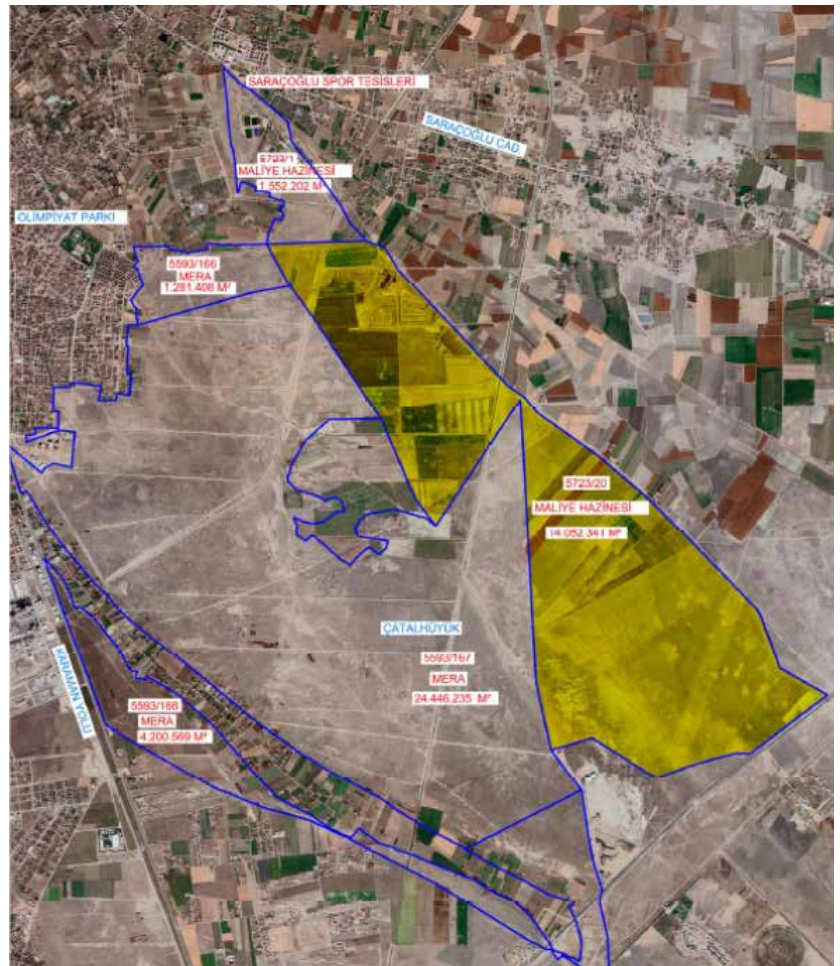 SARAÇOĞLU SPOR TESİSLERİ
SARAÇOĞLU CAD.
5723/1
MALİYE HAZİNESİ
1.552.202 M²
OLİMPİYAT PARKI
5593/166
MERA
1.281.408 M²
5723/20
MALİYE HAZİNESİ
14.052.341 M²
ÇATALHÜYÜK
5593/167
MERA
24.446.235 M²
KARAMAN YOLU
5593/168
MERA
4.200.569 M²